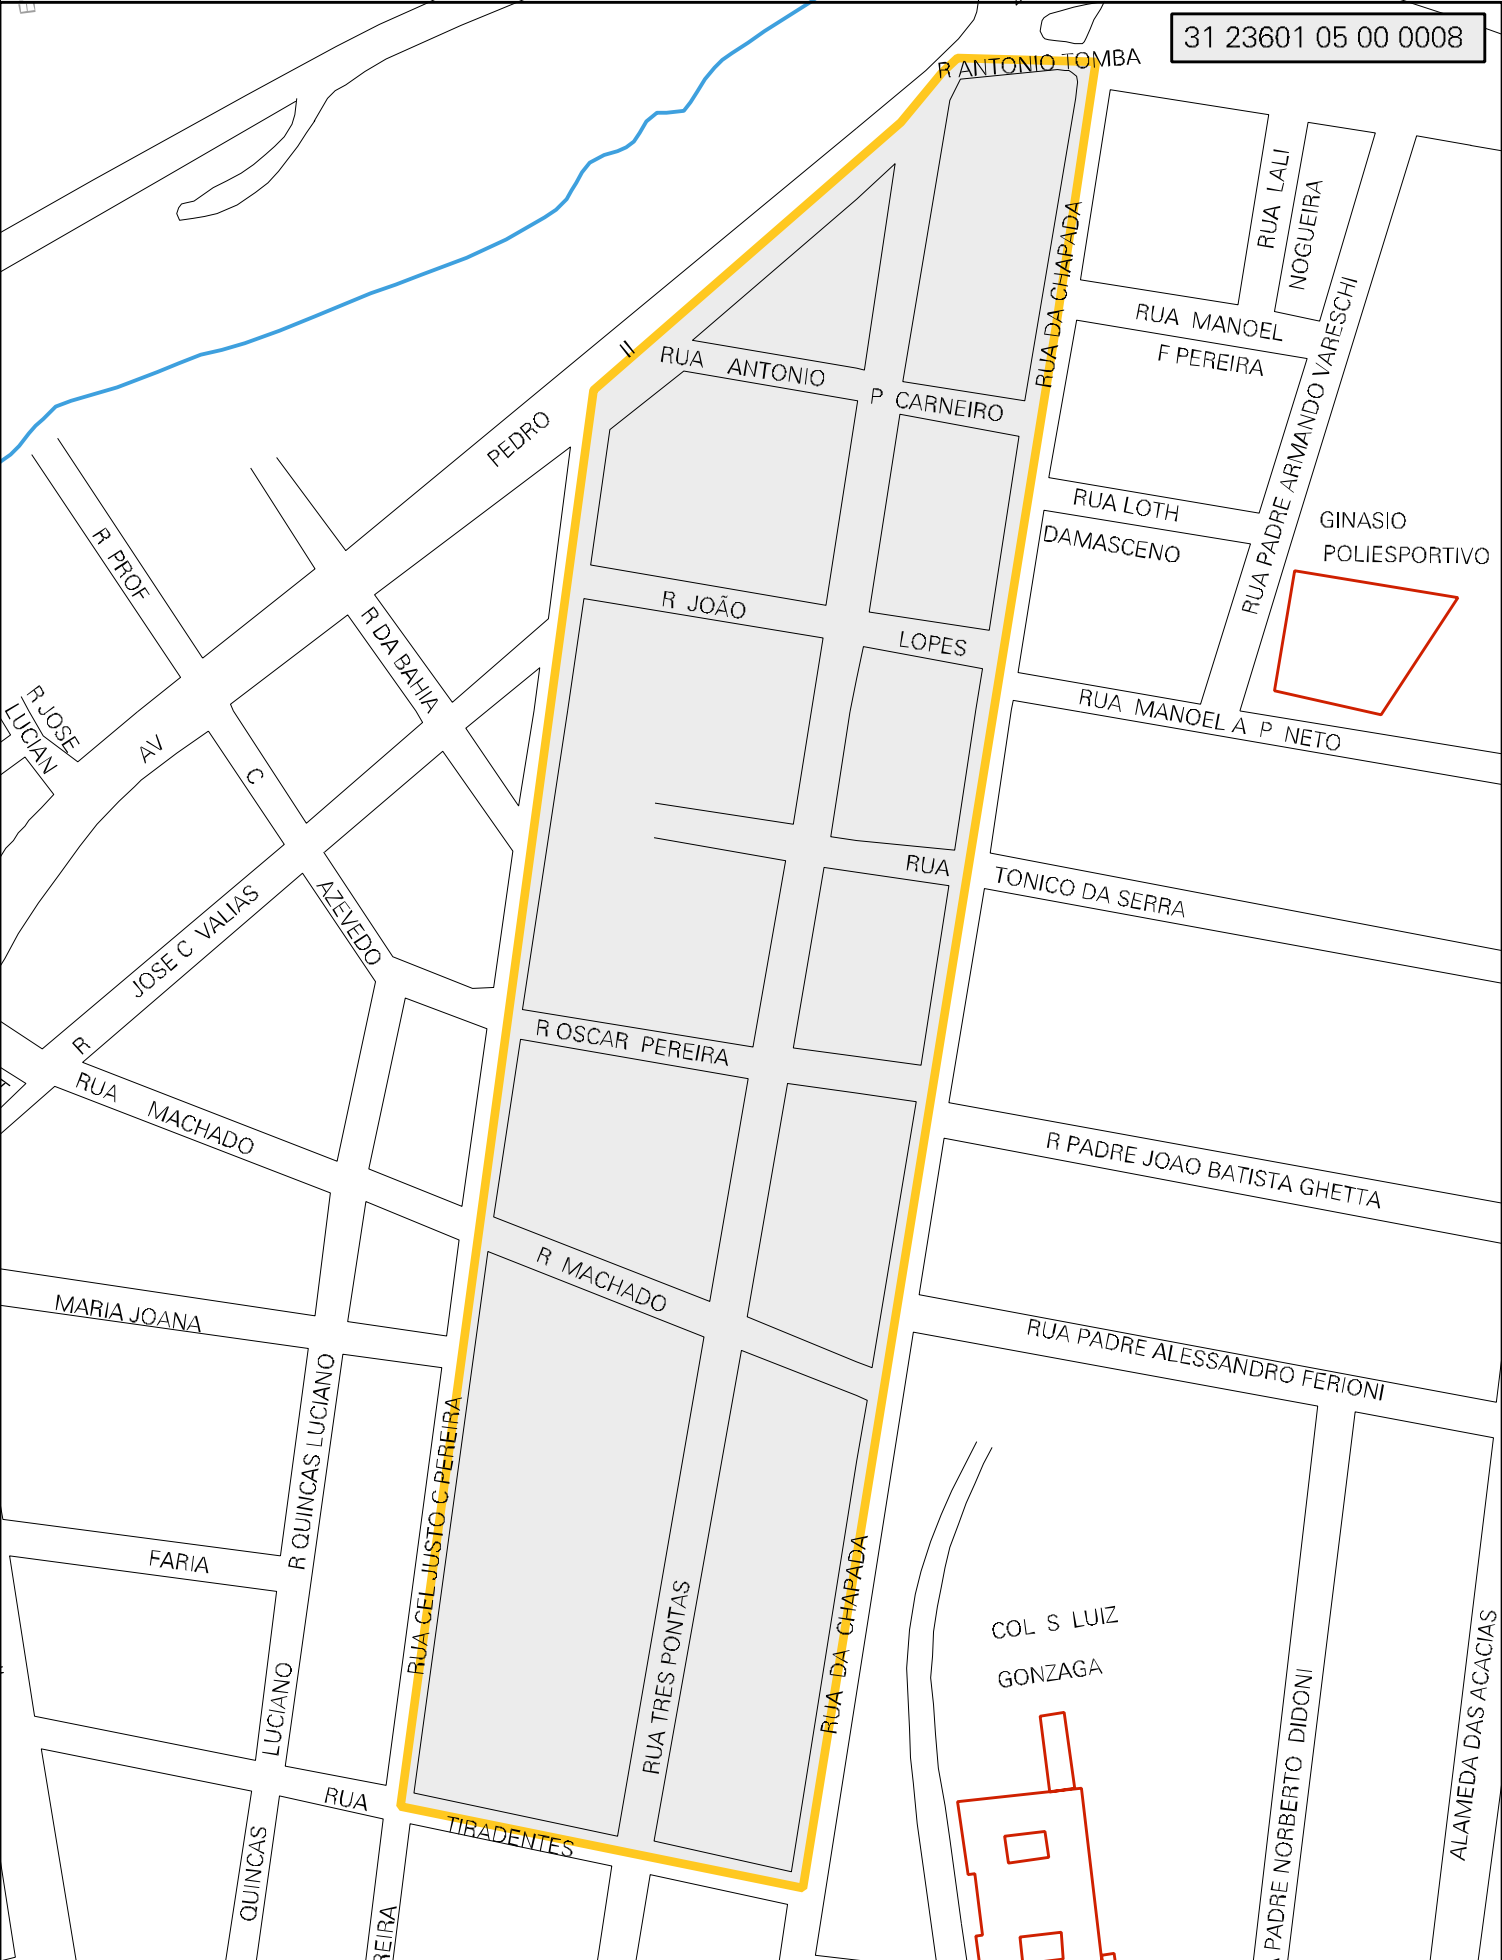 31 23601 05 00 0008
R ANTONIO TOMBA
RUA LALI
NOGUEIRA
RUA DA CHAPADA
RUA MANOEL
F PEREIRA
RUA PADRE ARMANDO VARESCHI
II
RUA ANTONIO
P CARNEIRO
PEDRO
RUA LOTH
DAMASCENO
GINASIO
POLIESPORTIVO
R PROF
R DA BAHIA
R JOÃO
LOPES
R JOSE
LUCIAN
AV
C
RUA MANOEL A P NETO
RUA
TONICO DA SERRA
AZEVEDO
JOSE C VALIAS
R
R OSCAR PEREIRA
RUA MACHADO
R PADRE JOAO BATISTA GHETTA
R MACHADO
MARIA JOANA
RUA PADRE ALESSANDRO FERIONI
R QUINCAS LUCIANO
RUA CEL JUSTO C PEREIRA
FARIA
RUA TRES PONTAS
RUA DA CHAPADA
COL S LUIZ
GONZAGA
LUCIANO
PADRE NORBERTO DIDONI
ALAMEDA DAS ACACIAS
RUA
TIRADENTES
QUINCAS
EIRA